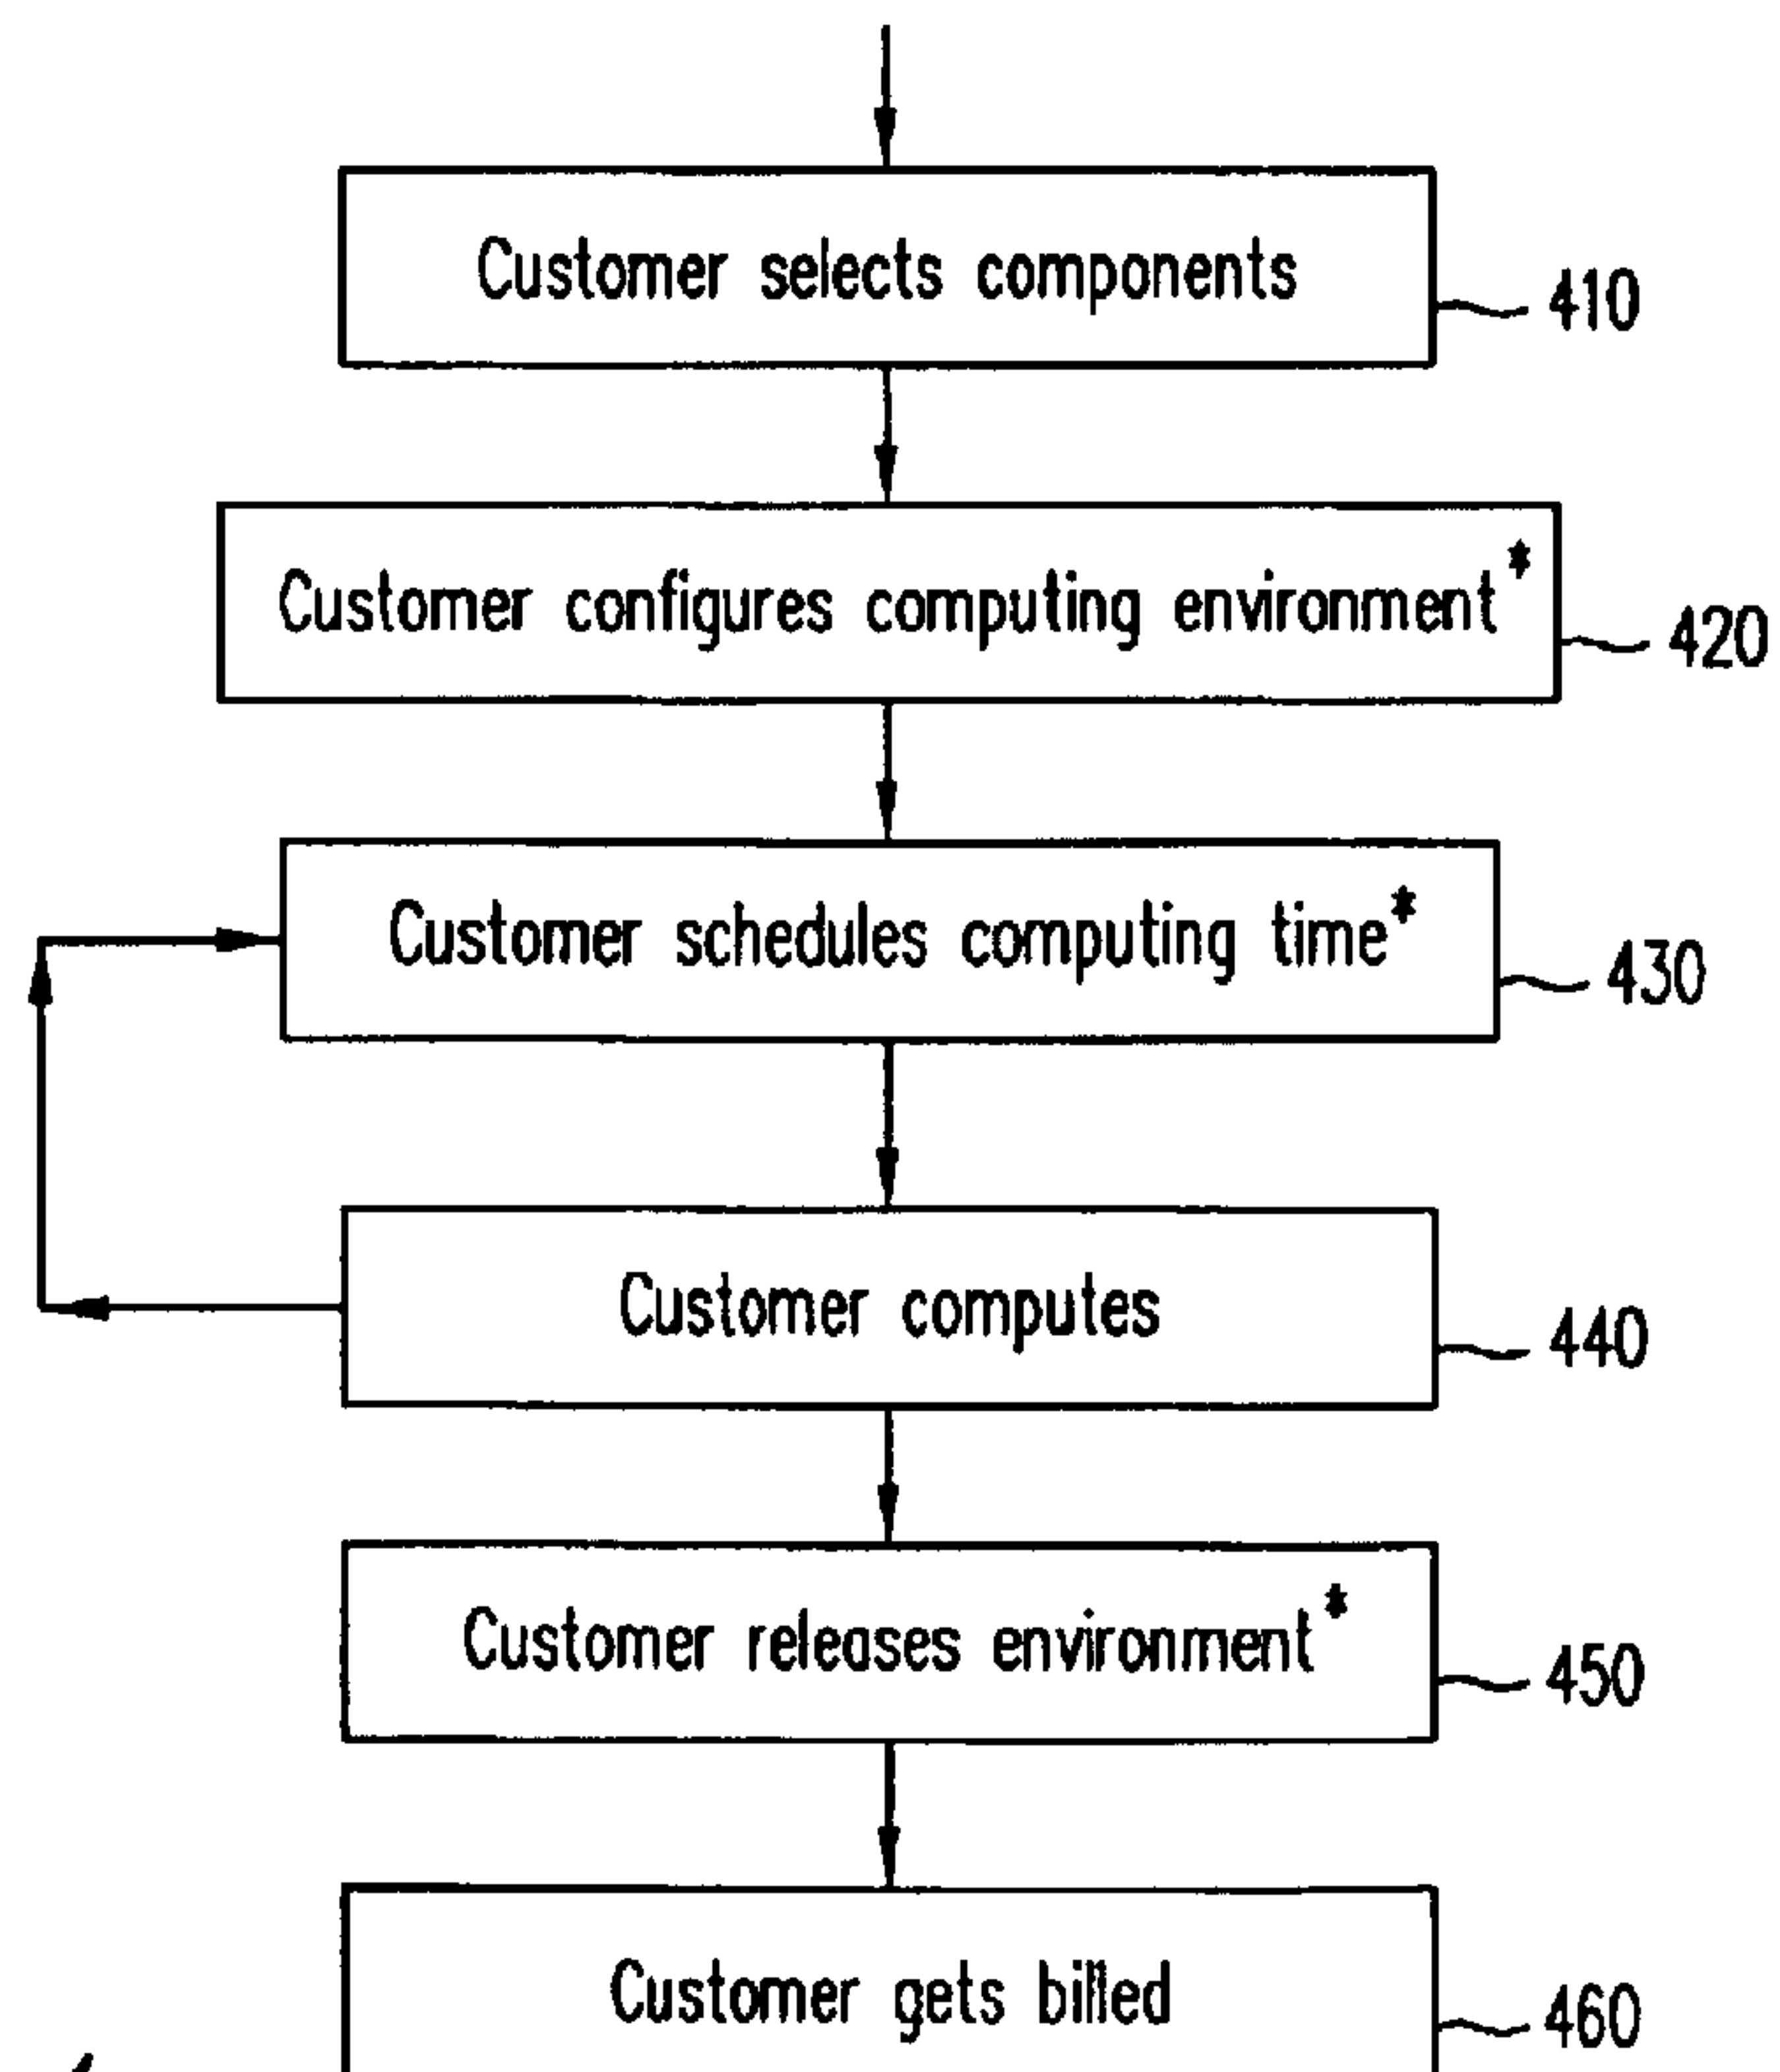 Customer selects components
410
Customer configures computing environment*
420
Customer schedules computing time*
430
Customer computes
440
Customer releases environment*
450
Customer gets billed
460